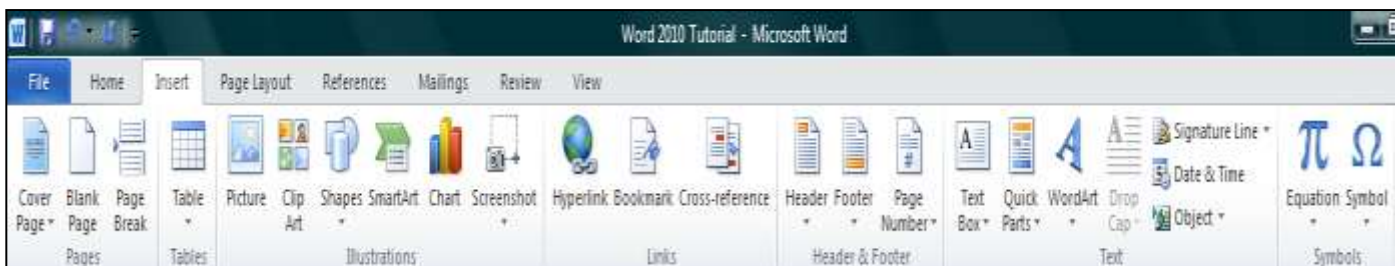 Word 2010 Tutorial - Microsoft Word
File Home Insert Page Layout References Mailings Review View
Cover Page
Blank Page
Page Break
Pages
Table
Tables
Picture
Clip Art
Shapes
SmartArt
Chart
Screenshot
Illustrations
Hyperlink
Bookmark
Cross-reference
Links
Header
Footer
Page Number
Header & Footer
Text Box
Quick Parts
WordArt
Drop Cap
Signature Line
Date & Time
Object
Text
Equation
Symbol
Symbols